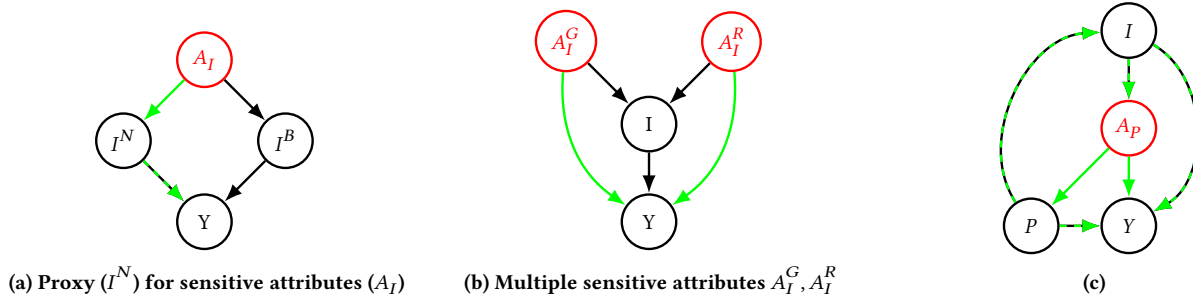 A_I
I^N
I^B
Y
(a) Proxy (I^N) for sensitive attributes (A_I)
A_I^G
A_I^R
I
Y
(b) Multiple sensitive attributes A_I^G, A_I^R
I
A_P
P
Y
(c)